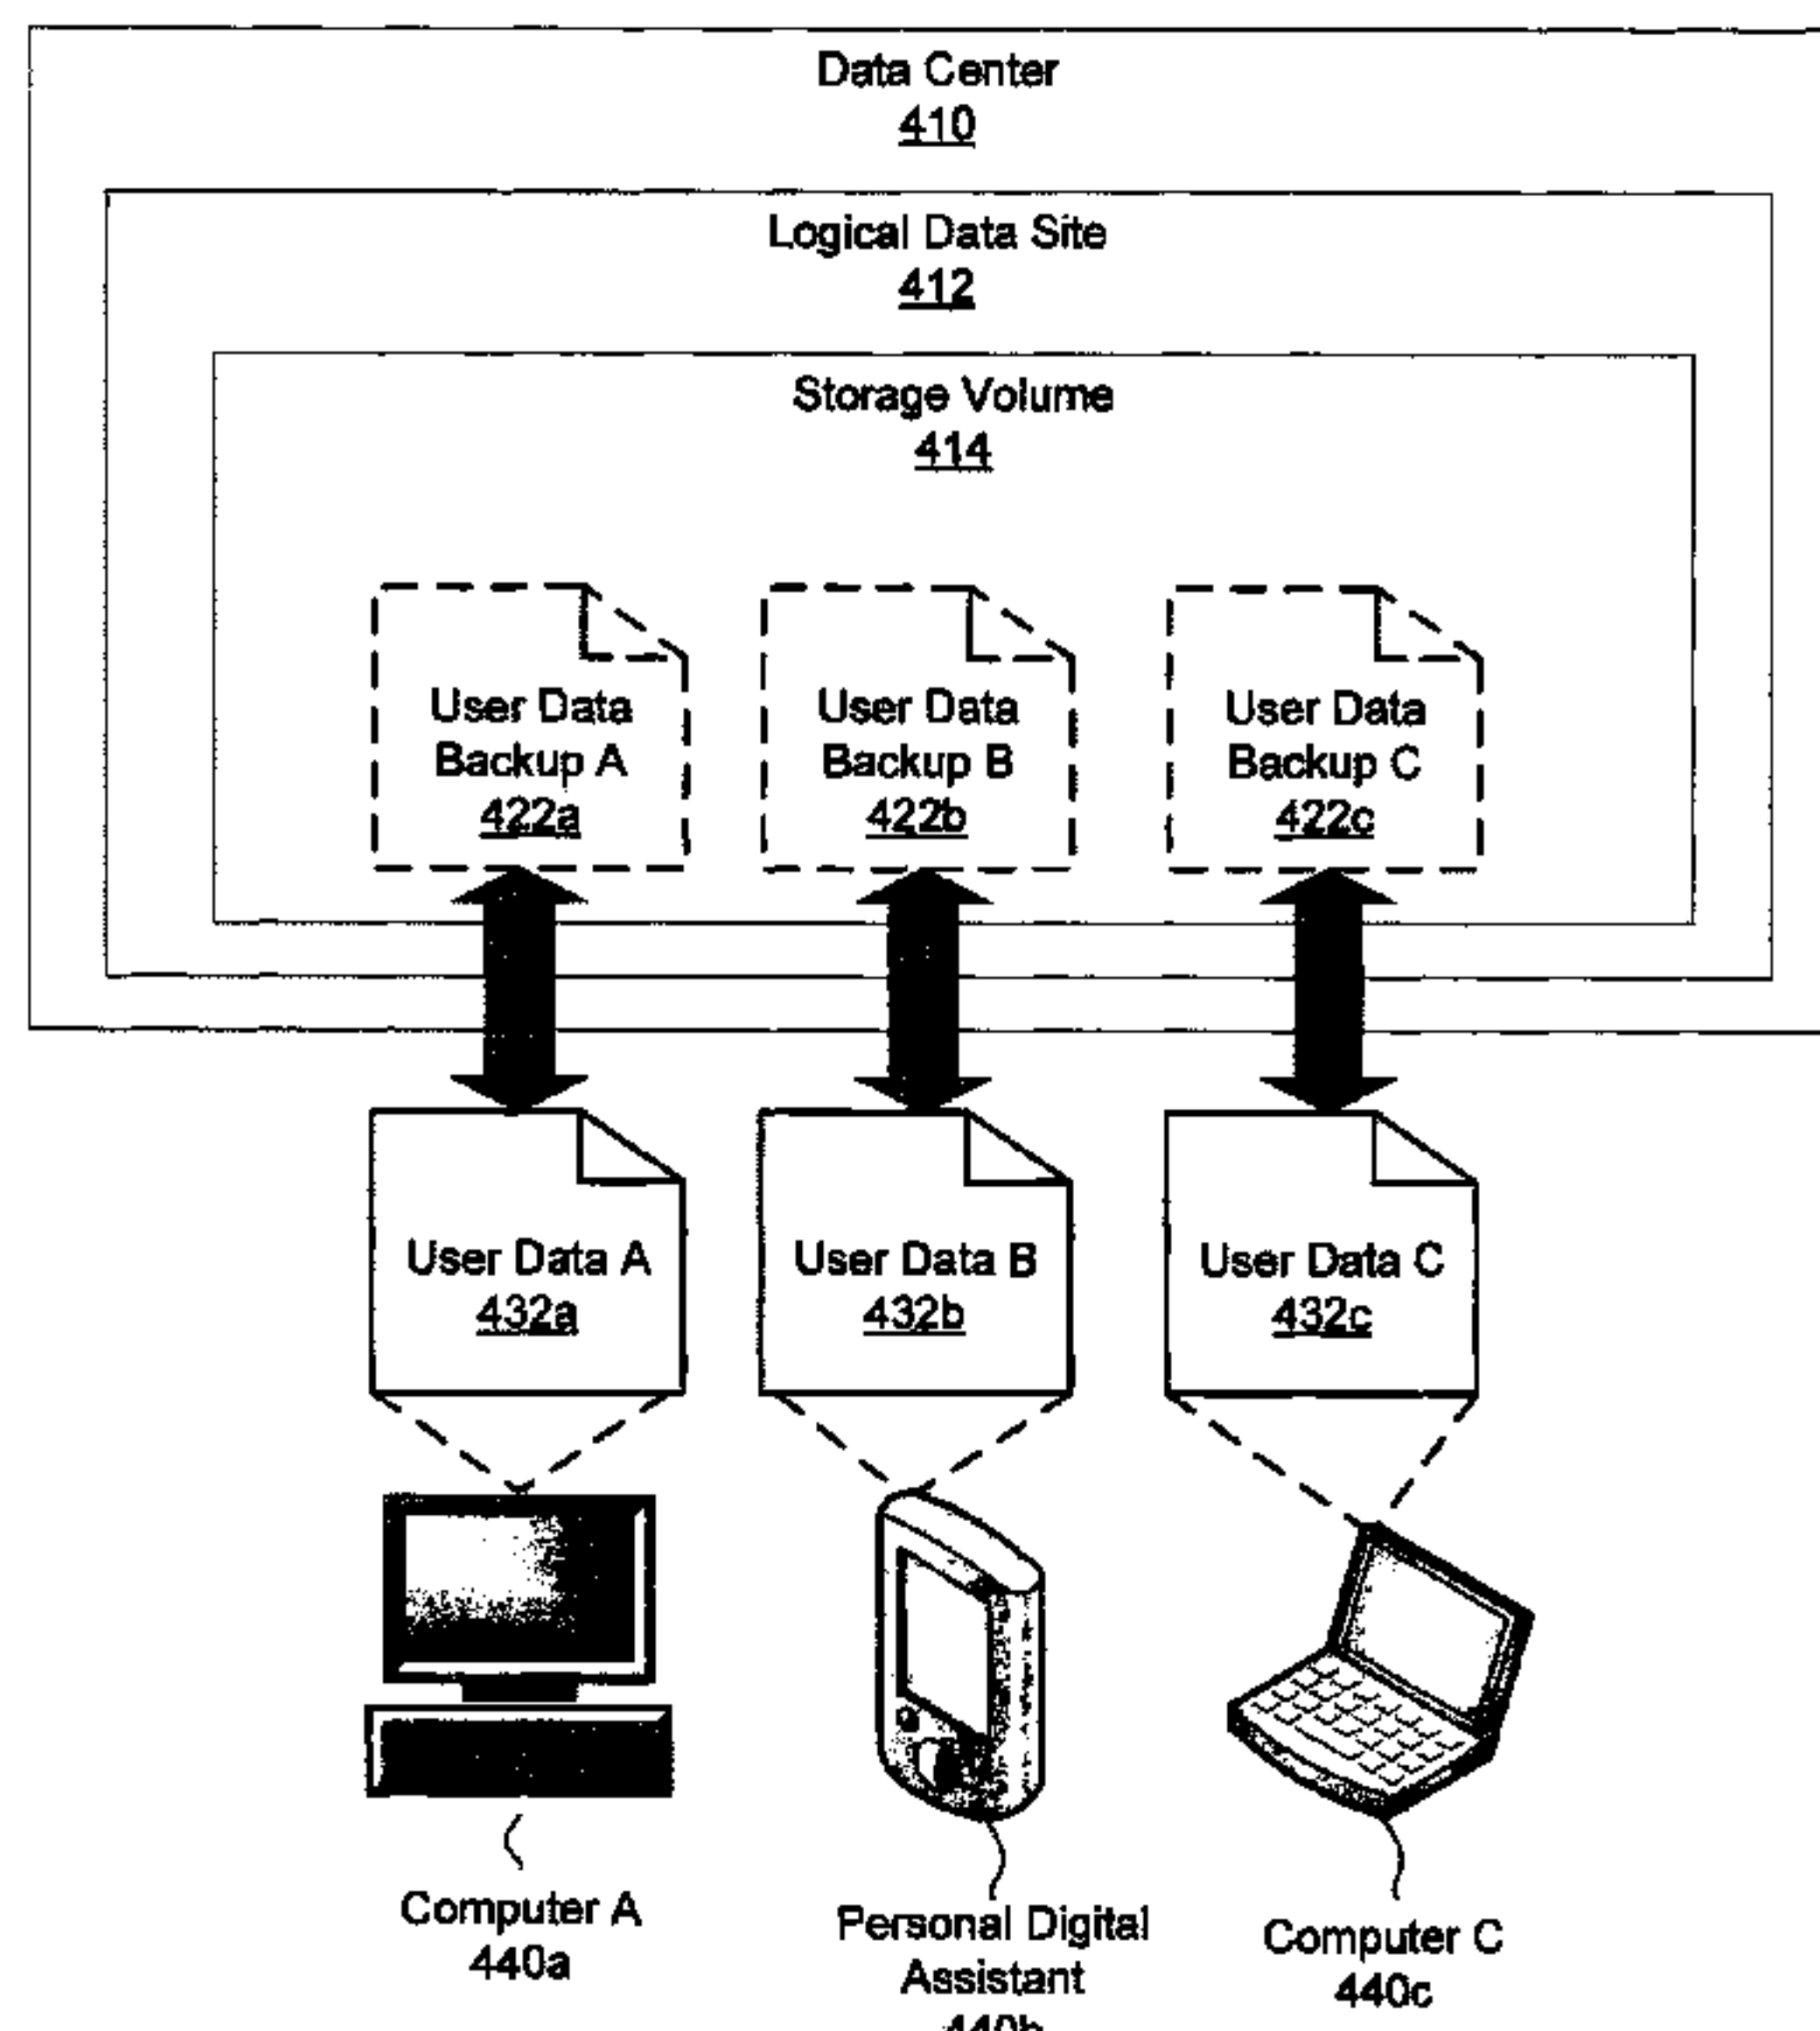 Data Center
410
Logical Data Site
412
Storage Volume
414
User Data
Backup A
422a
User Data
Backup B
422b
User Data
Backup C
422c
User Data A
432a
User Data B
432b
User Data C
432c
Computer A
440a
Personal Digital
Assistant
440b
Computer C
440c